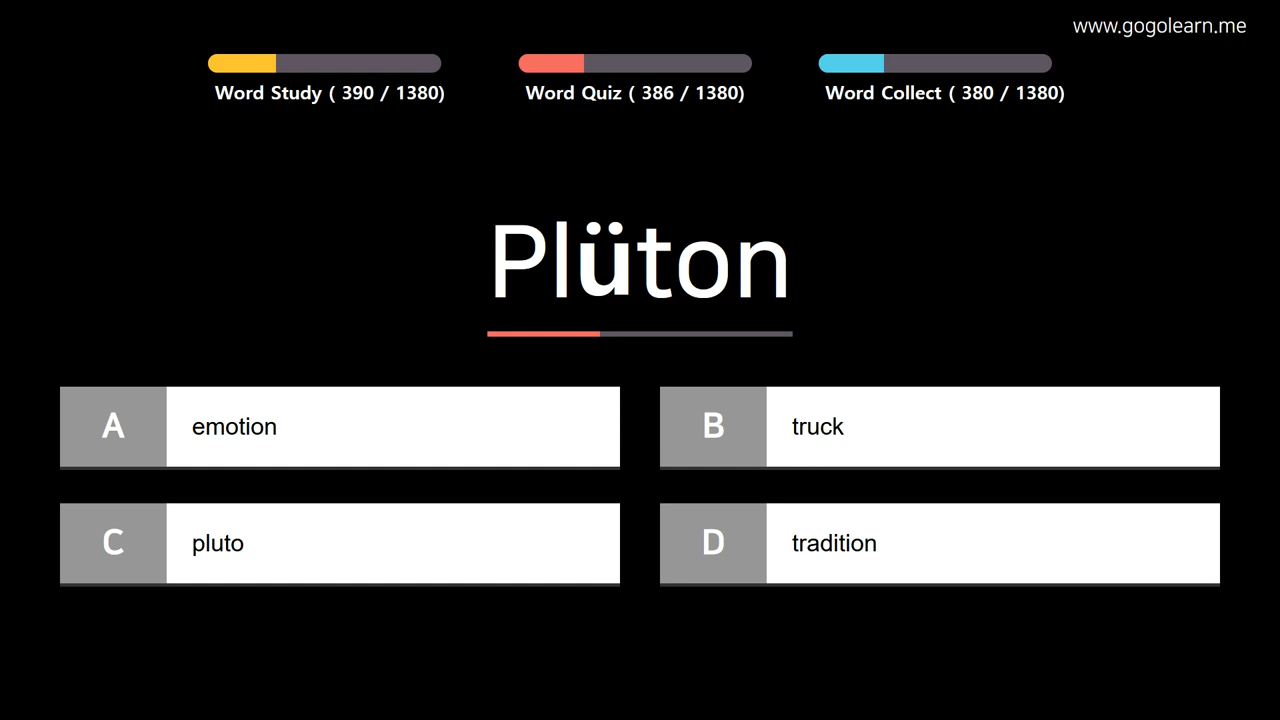 www.gogolearn.me
Word Study ( 390 / 1380)
Word Quiz ( 386 / 1380)
Word Collect ( 380 / 1380)
Plüton
A emotion
B truck
C pluto
D tradition